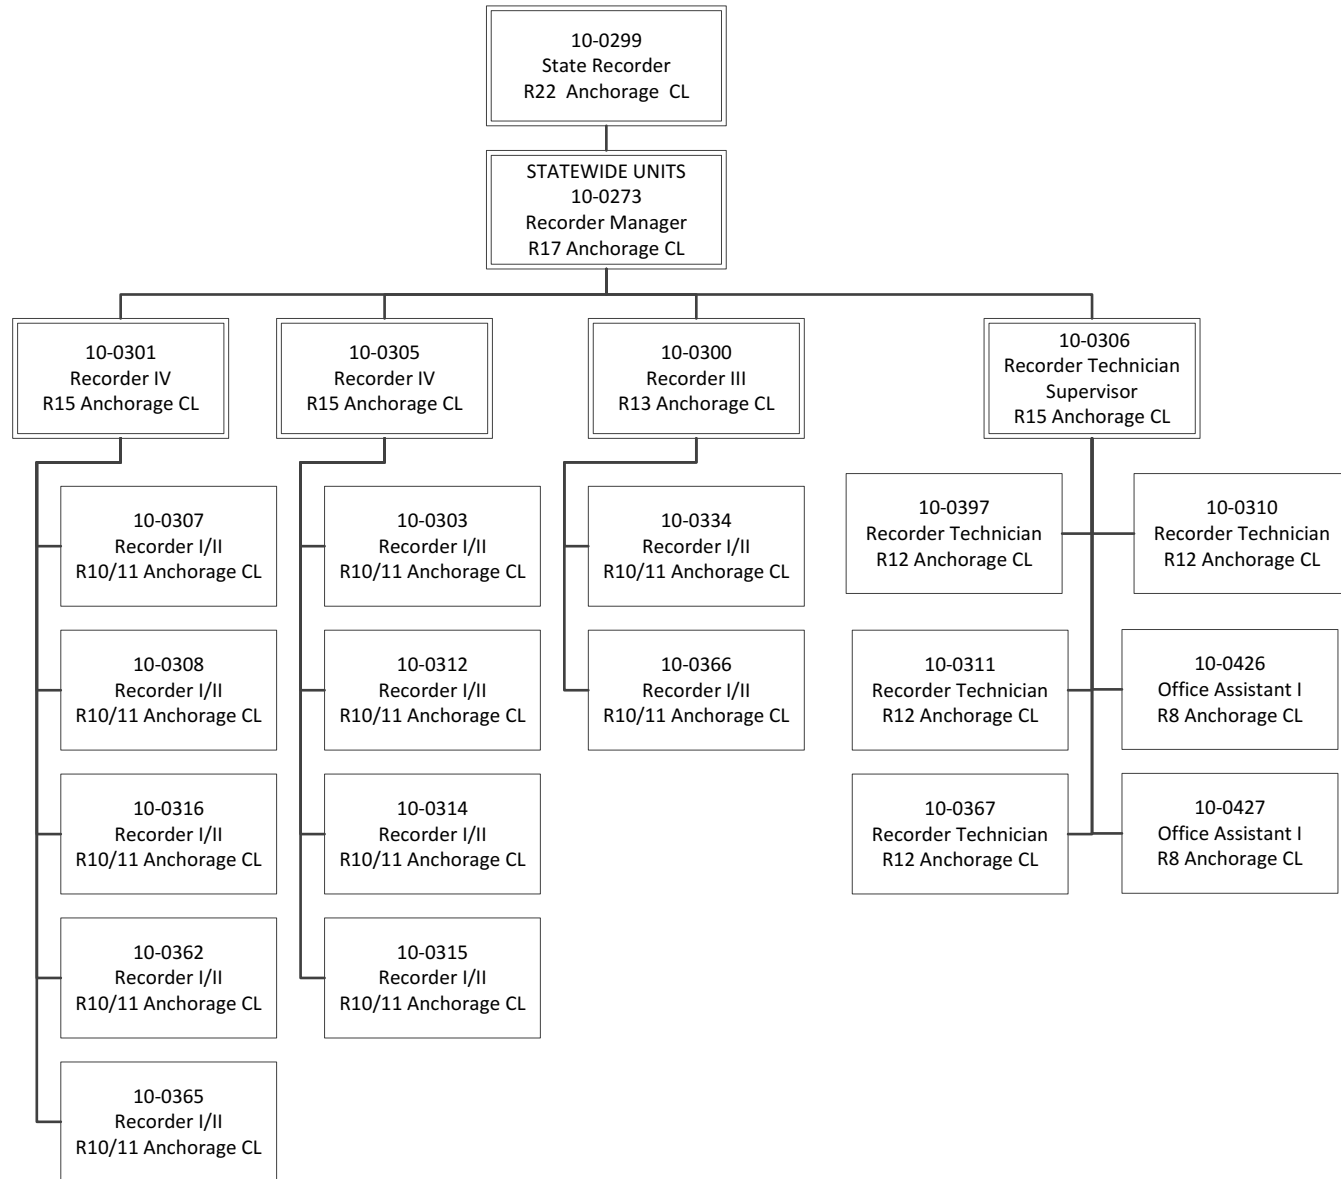 10-0299
State Recorder
R22 Anchorage CL
STATEWIDE UNITS
10-0273
Recorder Manager
R17 Anchorage CL
10-0301
Recorder IV
R15 Anchorage CL
10-0305
Recorder IV
R15 Anchorage CL
10-0300
Recorder III
R13 Anchorage CL
10-0306
Recorder Technician
Supervisor
R15 Anchorage CL
10-0307
Recorder I/II
R10/11 Anchorage CL
10-0308
Recorder I/II
R10/11 Anchorage CL
10-0316
Recorder I/II
R10/11 Anchorage CL
10-0362
Recorder I/II
R10/11 Anchorage CL
10-0365
Recorder I/II
R10/11 Anchorage CL
10-0303
Recorder I/II
R10/11 Anchorage CL
10-0312
Recorder I/II
R10/11 Anchorage CL
10-0314
Recorder I/II
R10/11 Anchorage CL
10-0315
Recorder I/II
R10/11 Anchorage CL
10-0334
Recorder I/II
R10/11 Anchorage CL
10-0366
Recorder I/II
R10/11 Anchorage CL
10-0397
Recorder Technician
R12 Anchorage CL
10-0310
Recorder Technician
R12 Anchorage CL
10-0311
Recorder Technician
R12 Anchorage CL
10-0426
Office Assistant I
R8 Anchorage CL
10-0367
Recorder Technician
R12 Anchorage CL
10-0427
Office Assistant I
R8 Anchorage CL